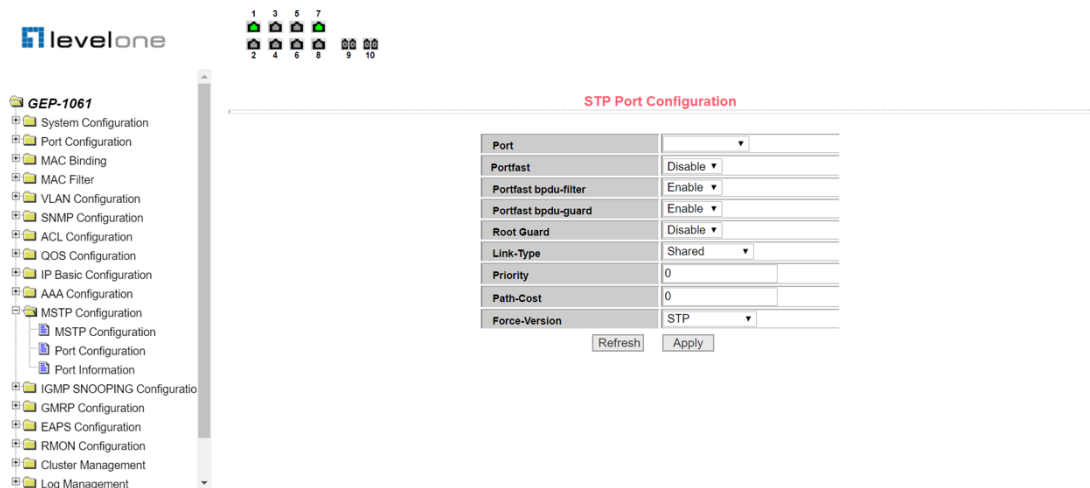 levelone
1 3 5 7
2 4 6 8 9 10
GEP-1061
System Configuration
Port Configuration
MAC Binding
MAC Filter
VLAN Configuration
SNMP Configuration
ACL Configuration
QOS Configuration
IP Basic Configuration
AAA Configuration
MSTP Configuration
MSTP Configuration
Port Configuration
Port Information
IGMP SNOOPING Configuratio
GMRP Configuration
EAPS Configuration
RMON Configuration
Cluster Management
Log Management
STP Port Configuration
Port
Portfast Disable
Portfast bpdu-filter Enable
Portfast bpdu-guard Enable
Root Guard Disable
Link-Type Shared
Priority 0
Path-Cost 0
Force-Version STP
Refresh Apply